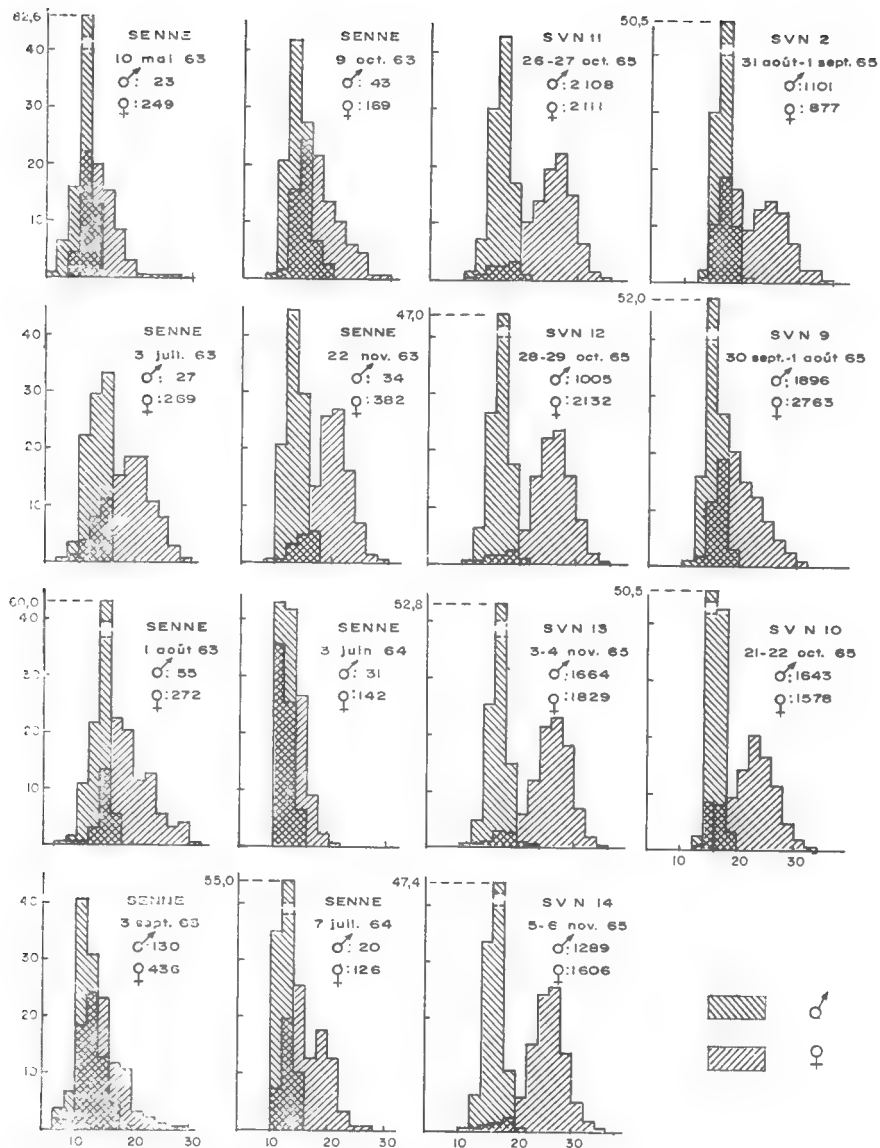 82,6
40
30
20
10
SENNE
10 mai 63
♂: 23
♀:249
SENNE
9 oct. 63
♂: 43
♀:169
SVN 11
26-27 oct. 65
♂:2108
♀:2111
50,5
SVN 2
31 août-1 sept. 65
♂:1101
♀: 877
40
30
20
10
SENNE
3 juil. 63
♂: 27
♀:269
SENNE
22 nov. 63
♂: 34
♀:382
47,0
SVN 12
28-29 oct. 65
♂:1005
♀:2132
52,0
SVN 9
30 sept.-1 août 65
♂:1896
♀:2763
60,0
40
30
20
10
SENNE
1 août 63
♂: 55
♀:272
SENNE
3 juin 64
♂: 31
♀:142
52,8
SVN 13
3-4 nov. 65
♂:1664
♀:1829
50,5
SVN 10
21-22 oct. 65
♂:1643
♀:1578
10 20 30
40
30
20
10
SENNE
3 sept. 63
♂:130
♀:436
10 20 30
55,0
SENNE
7 juil. 64
♂: 20
♀:126
10 20 30
47,4
SVN 14
5-6 nov. 65
♂:1289
♀:1606
10 20 30
♂
♀